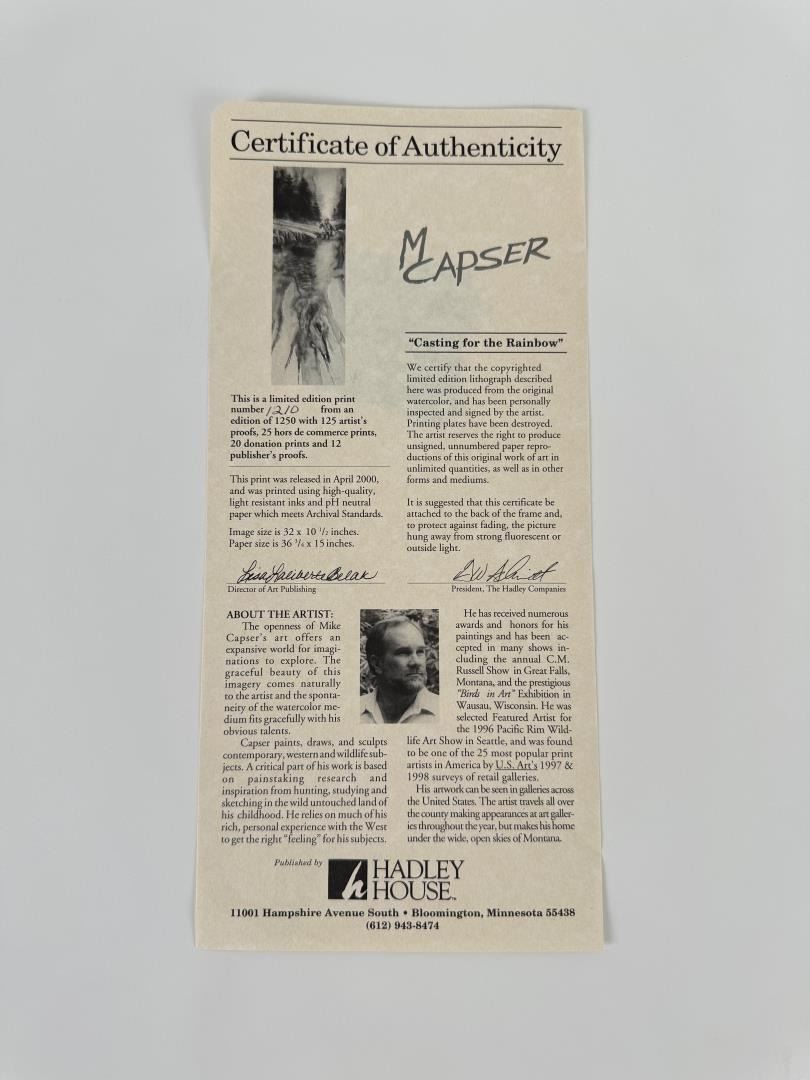 Certificate of Authenticity
M CAPSER
"Casting for the Rainbow"
This is a limited edition print
number 1210 from an
edition of 1250 with 125 artist's
proofs, 25 hors de commerce prints,
20 donation prints and 12
publisher's proofs.
This print was released in April 2000,
and was printed using high-quality,
light resistant inks and pH neutral
paper which meets Archival Standards.
Image size is 32 x 10 1/2 inches.
Paper size is 36 3/4 x 15 inches.
We certify that the copyrighted
limited edition lithograph described
here was produced from the original
watercolor, and has been personally
inspected and signed by the artist.
Printing plates have been destroyed.
The artist reserves the right to produce
unsigned, unnumbered paper repro-
ductions of this original work of art in
unlimited quantities, as well as in other
forms and mediums.
It is suggested that this certificate be
attached to the back of the frame and,
to protect against fading, the picture
hung away from strong fluorescent or
outside light.
Director of Art Publishing
President, The Hadley Companies
ABOUT THE ARTIST:
The openness of Mike
Capser's art offers an
expansive world for imagi-
nations to explore. The
graceful beauty of this
imagery comes naturally
to the artist and the sponta-
neity of the watercolor me-
dium fits gracefully with his
obvious talents.
Capser paints, draws, and sculpts
contemporary, western and wildlife sub-
jects. A critical part of his work is based
on painstaking research and
inspiration from hunting, studying and
sketching in the wild untouched land of
his childhood. He relies on much of his
rich, personal experience with the West
to get the right "feeling" for his subjects.
He has received numerous
awards and honors for his
paintings and has been ac-
cepted in many shows in-
cluding the annual C.M.
Russell Show in Great Falls,
Montana, and the prestigious
"Birds in Art" Exhibition in
Wausau, Wisconsin. He was
selected Featured Artist for
the 1996 Pacific Rim Wild-
life Art Show in Seattle, and was found
to be one of the 25 most popular print
artists in America by U.S. Art's 1997 &
1998 surveys of retail galleries.
His artwork can be seen in galleries across
the United States. The artist travels all over
the county making appearances at art galler-
ies throughout the year, but makes his home
under the wide, open skies of Montana.
Published by
h HADLEY
HOUSE™
11001 Hampshire Avenue South • Bloomington, Minnesota 55438
(612) 943-8474